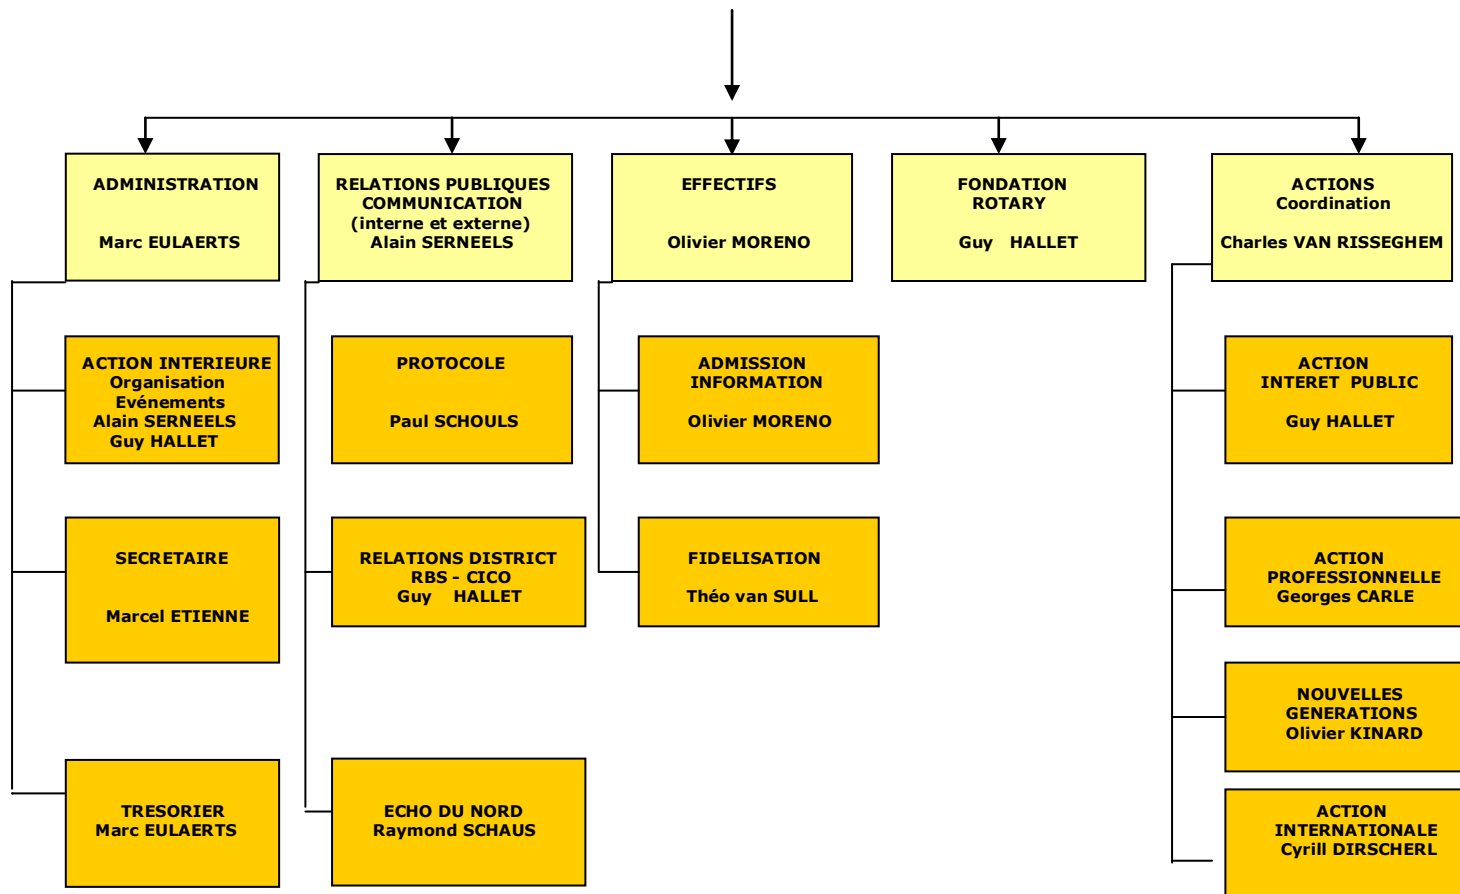 ADMINISTRATION
Marc EULAERTS
RELATIONS PUBLIQUES
COMMUNICATION
(interne et externe)
Alain SERNEELS
EFFECTIFS
Olivier MORENO
FONDATION
ROTARY
Guy HALLET
ACTIONS
Coordination
Charles VAN RISSEGHEM
ACTION INTERIEURE
Organisation
Evénements
Alain SERNEELS
Guy HALLET
PROTOCOLE
Paul SCHOULS
ADMISSION
INFORMATION
Olivier MORENO
ACTION
INTERET PUBLIC
Guy HALLET
SECRETAIRE
Marcel ETIENNE
RELATIONS DISTRICT
RBS - CICO
Guy HALLET
FIDELISATION
Théo van SULL
ACTION
PROFESSIONNELLE
Georges CARLE
NOUVELLES
GENERATIONS
Olivier KINARD
TRESORIER
Marc EULAERTS
ECHO DU NORD
Raymond SCHAUS
ACTION
INTERNATIONALE
Cyrill DIRSCHERL